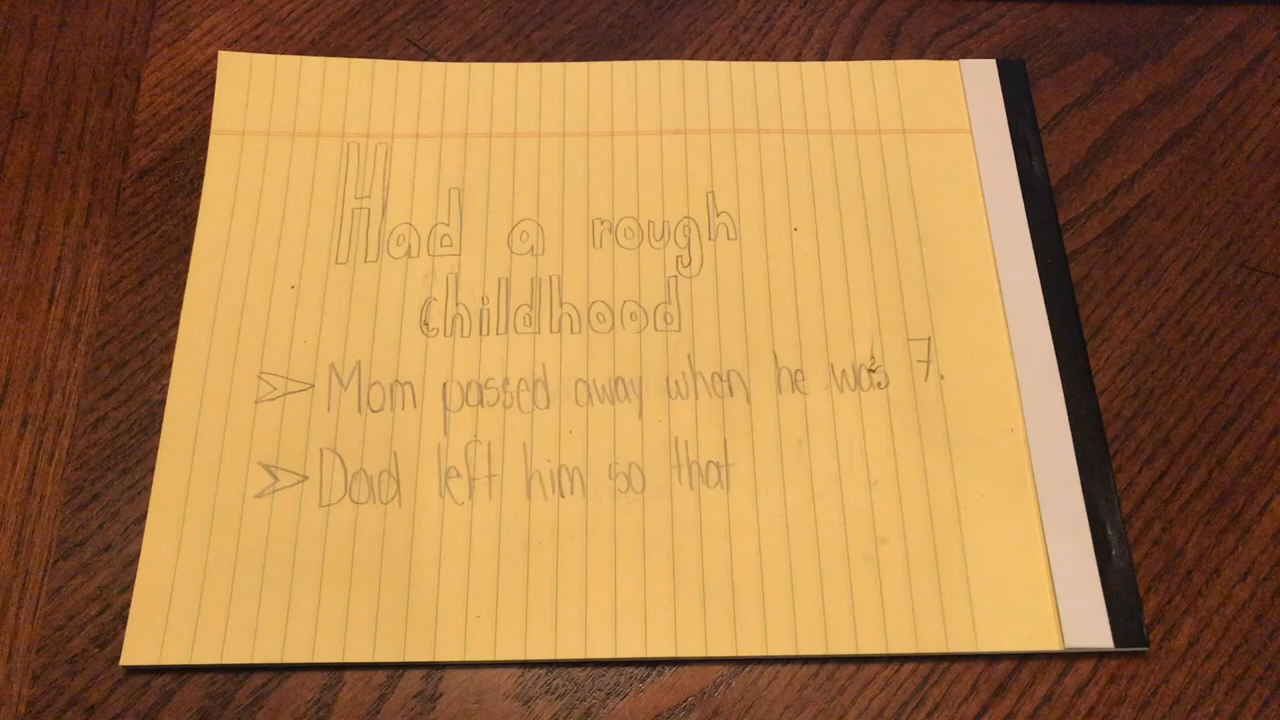 Had a rough
childhood
Mom passed away when he was 7.
Dad left him so that